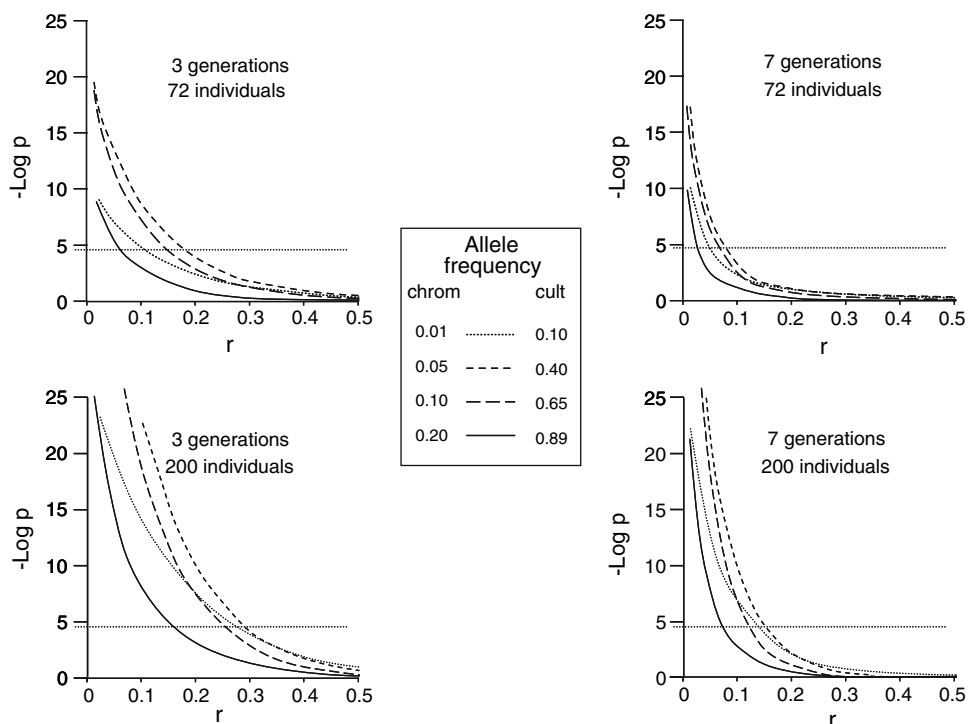 25
20
15
10
5
0
-Log p
3 generations
72 individuals
0 0.1 0.2 0.3 0.4 0.5
r
25
20
15
10
5
0
-Log p
7 generations
72 individuals
0 0.1 0.2 0.3 0.4 0.5
r
Allele
frequency
chrom cult
0.01 0.10
0.05 0.40
0.10 0.65
0.20 0.89
25
20
15
10
5
0
-Log p
3 generations
200 individuals
0 0.1 0.2 0.3 0.4 0.5
r
25
20
15
10
5
0
-Log p
7 generations
200 individuals
0 0.1 0.2 0.3 0.4 0.5
r